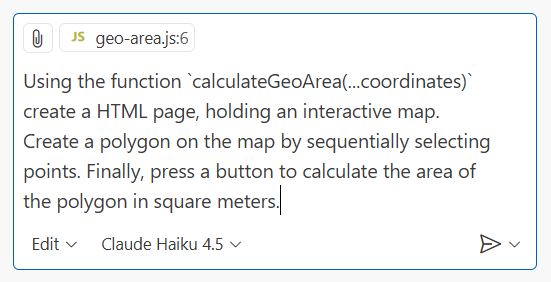 JS geo-area.js:6
Using the function `calculateGeoArea(...coordinates)`
create a HTML page, holding an interactive map.
Create a polygon on the map by sequentially selecting
points. Finally, press a button to calculate the area of
the polygon in square meters.
Edit Claude Haiku 4.5